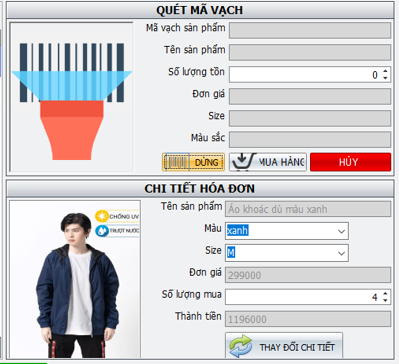 QUÉT MÃ VẠCH
Mã vạch sản phẩm
Tên sản phẩm
Số lượng tồn 0
Đơn giá
Size
Màu sắc
DỪNG MUA HÀNG HỦY
CHI TIẾT HÓA ĐƠN
CHỐNG UV
TRƯỢT NƯỚC
Tên sản phẩm Áo khoác dù màu xanh
Màu xanh
Size M
Đơn giá 299000
Số lượng mua 4
Thành tiền 1196000
THAY ĐỔI CHI TIẾT